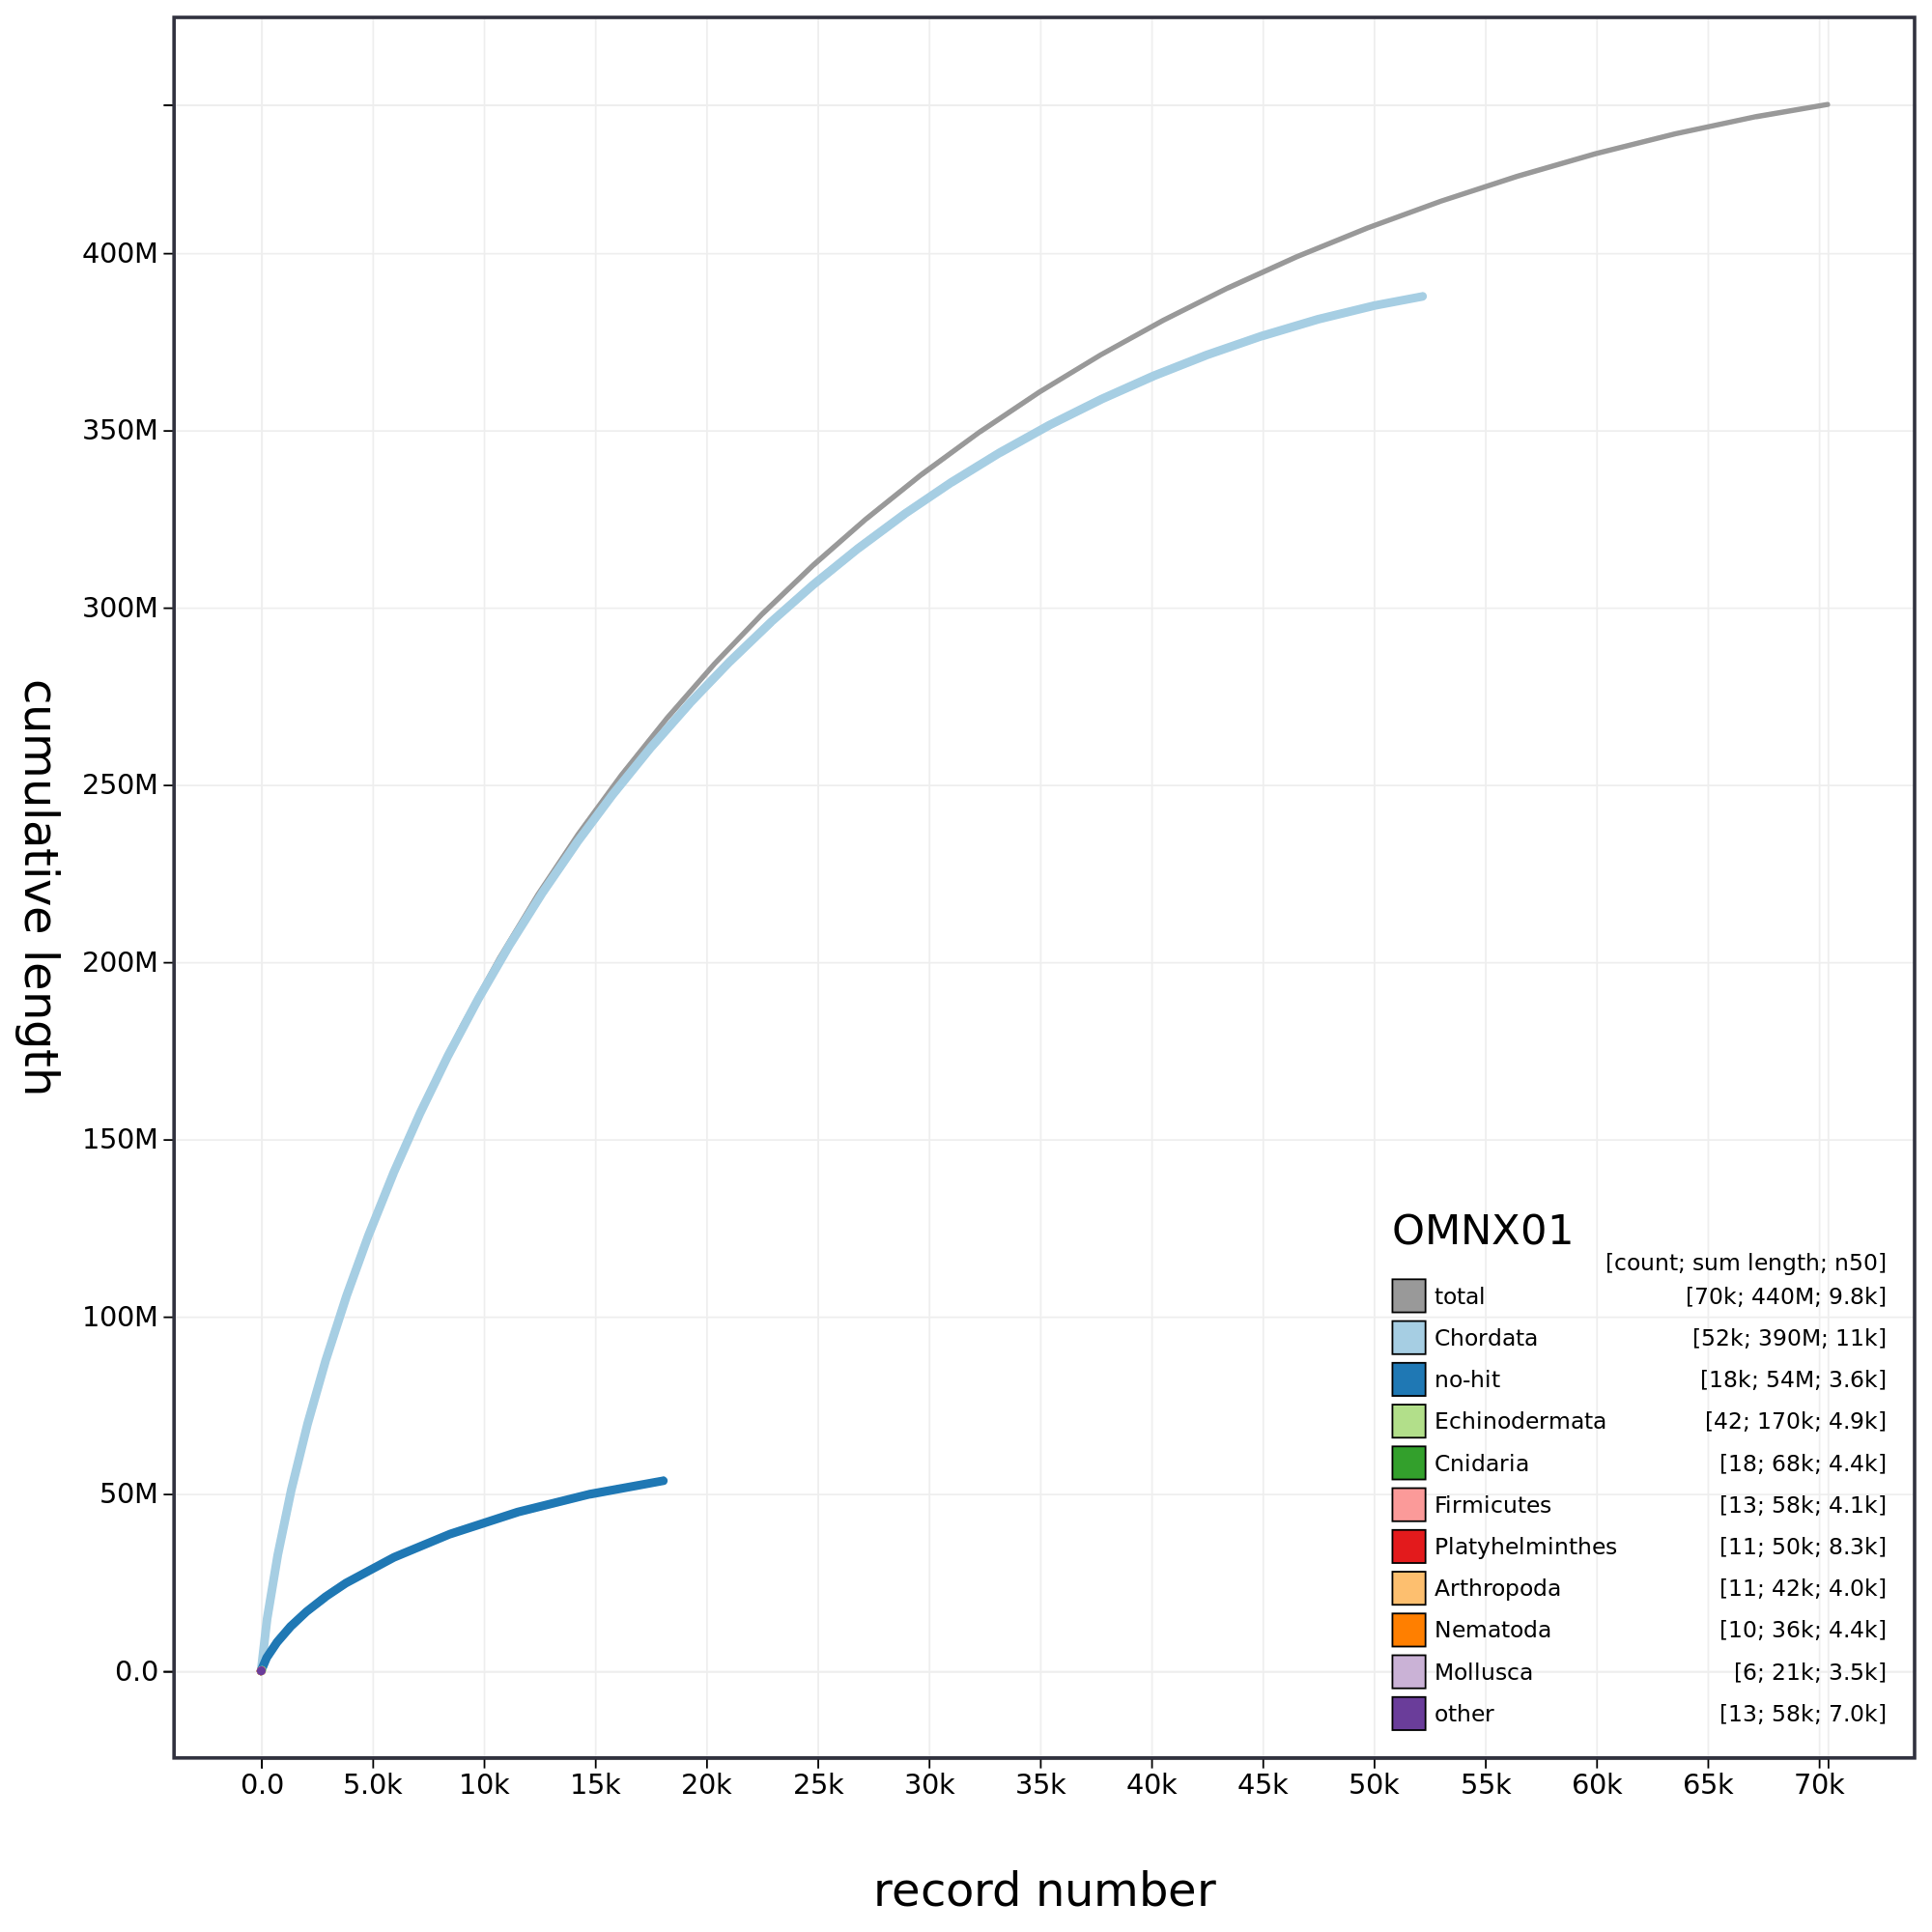 cumulative length
400M
350M
300M
250M
200M
150M
100M
50M
0.0
OMNX01
[count; sum length; n50]
total [70k; 440M; 9.8k]
Chordata [52k; 390M; 11k]
no-hit [18k; 54M; 3.6k]
Echinodermata [42; 170k; 4.9k]
Cnidaria [18; 68k; 4.4k]
Firmicutes [13; 58k; 4.1k]
Platyhelminthes [11; 50k; 8.3k]
Arthropoda [11; 42k; 4.0k]
Nematoda [10; 36k; 4.4k]
Mollusca [6; 21k; 3.5k]
other [13; 58k; 7.0k]
0.0 5.0k 10k 15k 20k 25k 30k 35k 40k 45k 50k 55k 60k 65k 70k
record number